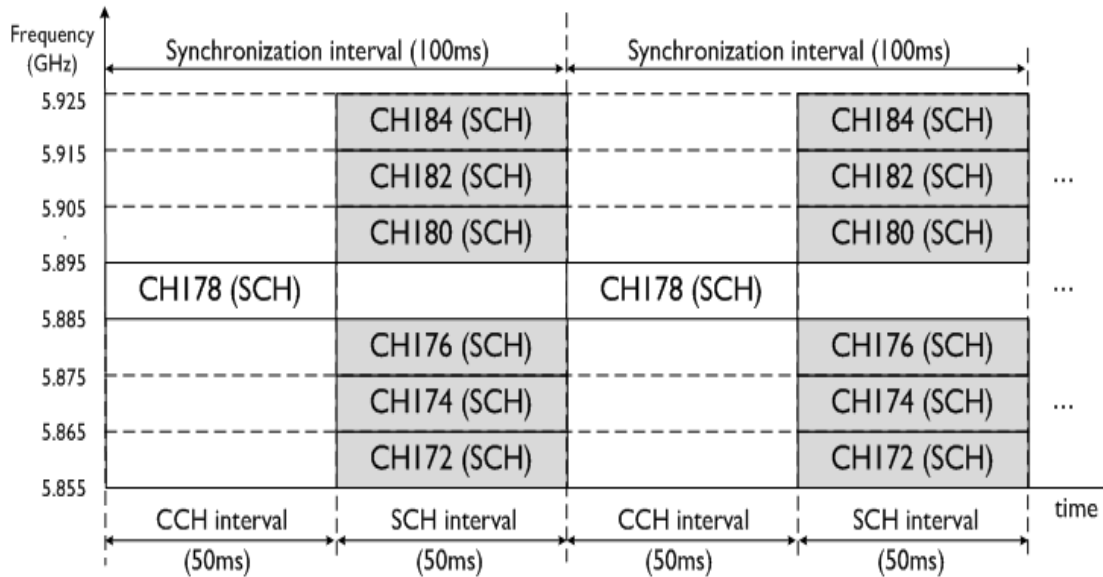 Frequency
(GHz)
Synchronization interval (100ms)
Synchronization interval (100ms)
5.925
CH184 (SCH)
CH184 (SCH)
5.915
CH182 (SCH)
CH182 (SCH)
...
5.905
CH180 (SCH)
CH180 (SCH)
5.895
CH178 (SCH)
CH178 (SCH)
...
5.885
CH176 (SCH)
CH176 (SCH)
5.875
CH174 (SCH)
CH174 (SCH)
...
5.865
CH172 (SCH)
CH172 (SCH)
5.855
time
CCH interval
(50ms)
SCH interval
(50ms)
CCH interval
(50ms)
SCH interval
(50ms)